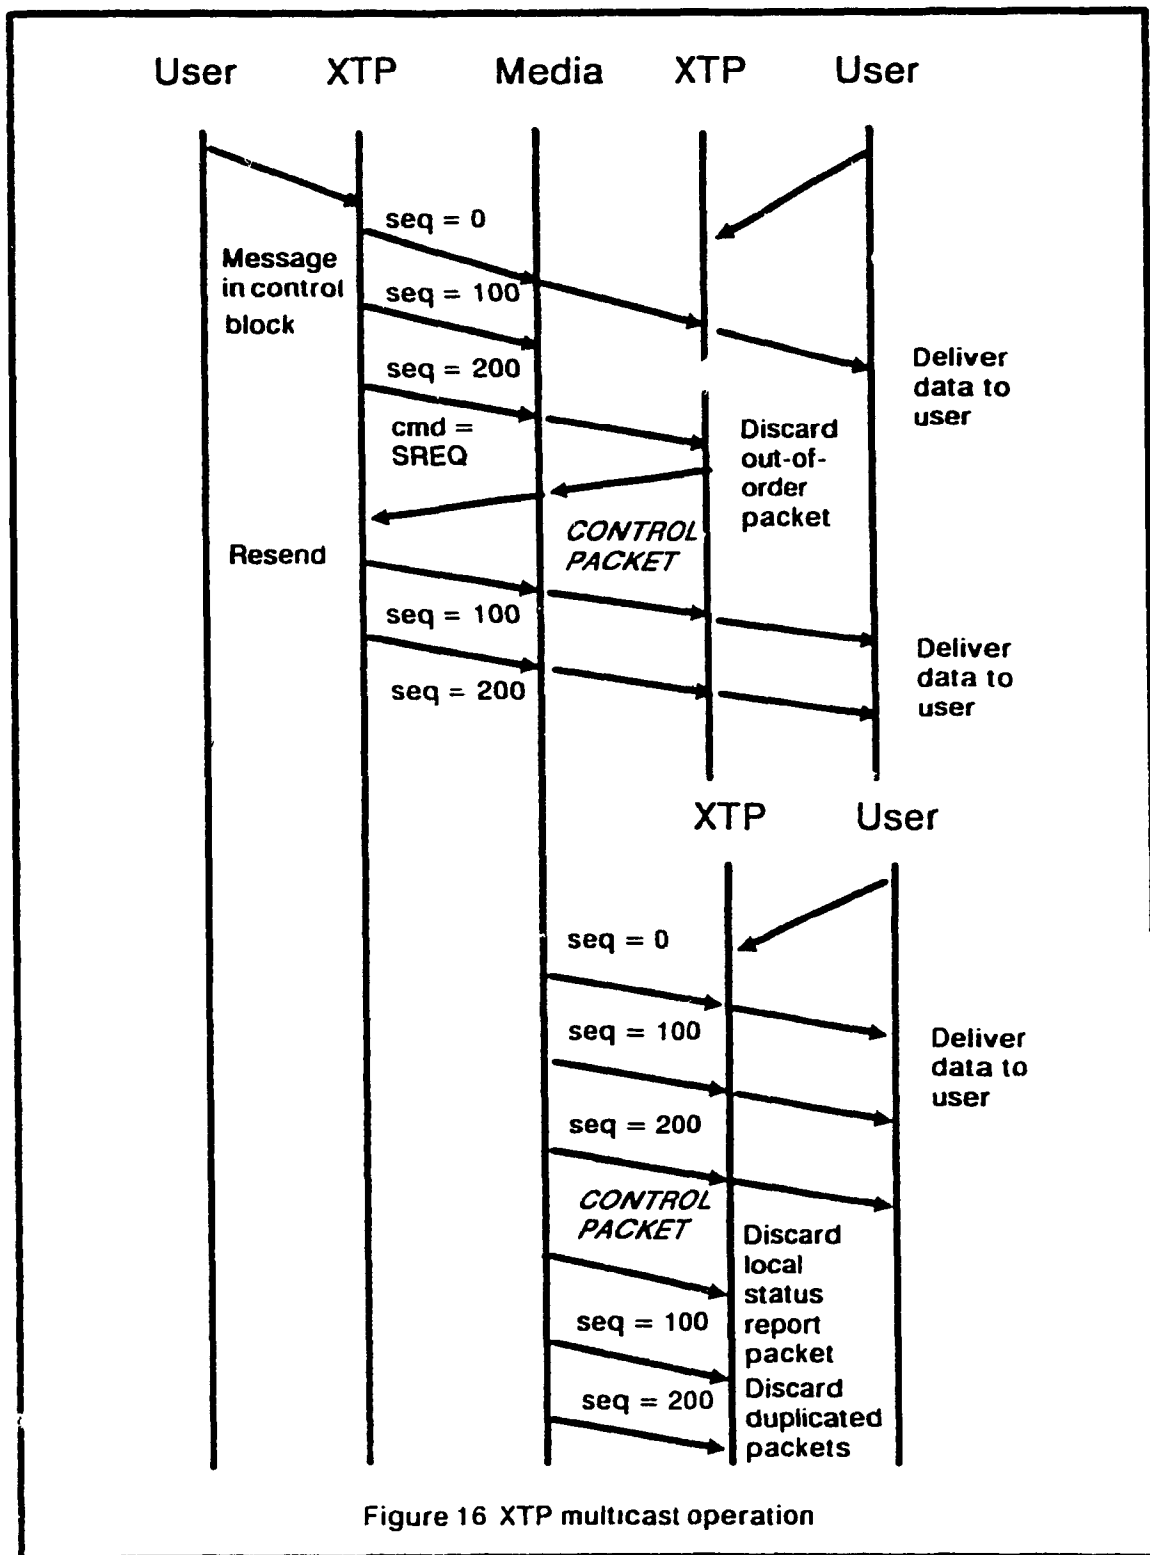 User XTP Media XTP User
seq = 0
Message
in control
block
seq = 100
seq = 200
Deliver
data to
user
cmd =
SREQ
Discard
out-of-
order
packet
CONTROL
PACKET
Resend
seq = 100
Deliver
data to
user
seq = 200
XTP User
seq = 0
seq = 100
Deliver
data to
user
seq = 200
CONTROL
PACKET
Discard
local
status
report
packet
seq = 100
seq = 200
Discard
duplicated
packets
Figure 16 XTP multicast operation